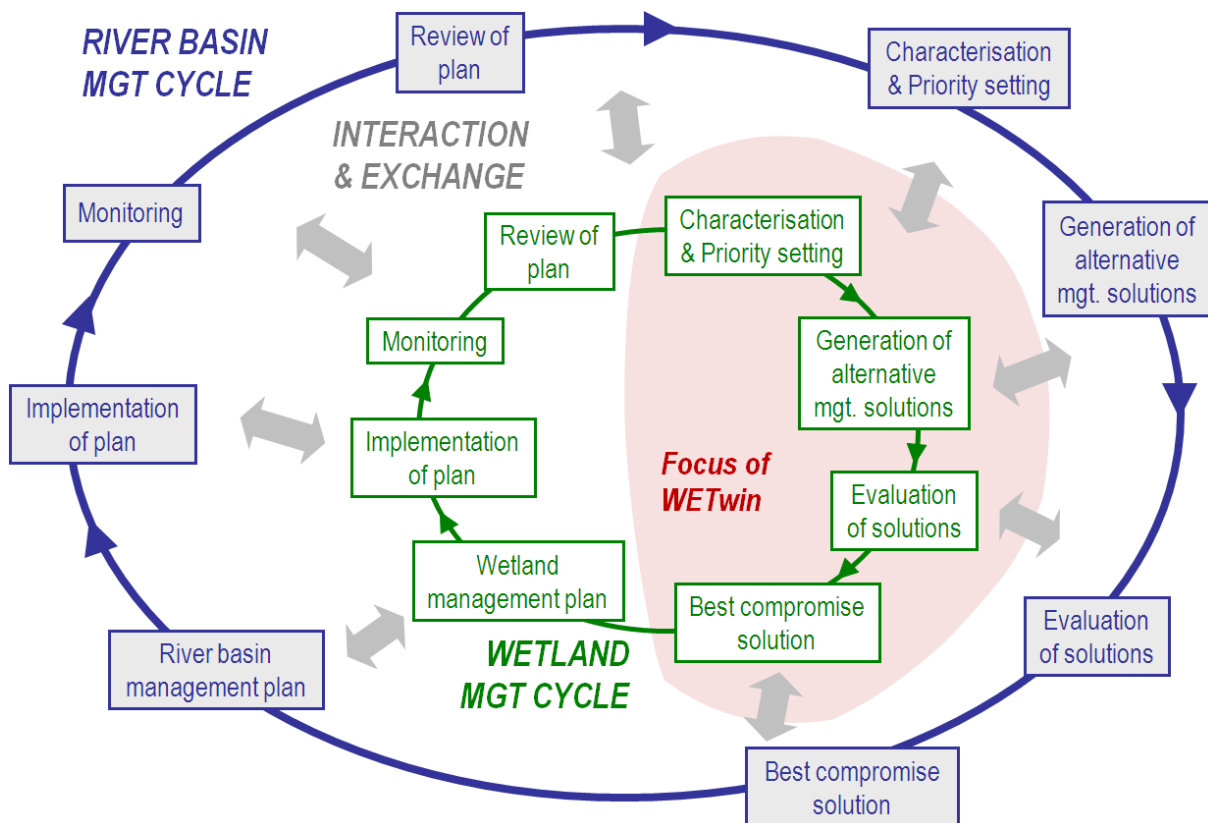 RIVER BASIN
MGT CYCLE
Review of
plan
Characterisation
& Priority setting
INTERACTION
& EXCHANGE
Monitoring
Generation of
alternative
mgt. solutions
Review of
plan
Characterisation
& Priority setting
Monitoring
Generation of
alternative
mgt. solutions
Implementation
of plan
Implementation
of plan
Focus of
WETwin
Evaluation
of solutions
Wetland
management plan
Best compromise
solution
Evaluation
of solutions
River basin
management plan
WETLAND
MGT CYCLE
Best compromise
solution